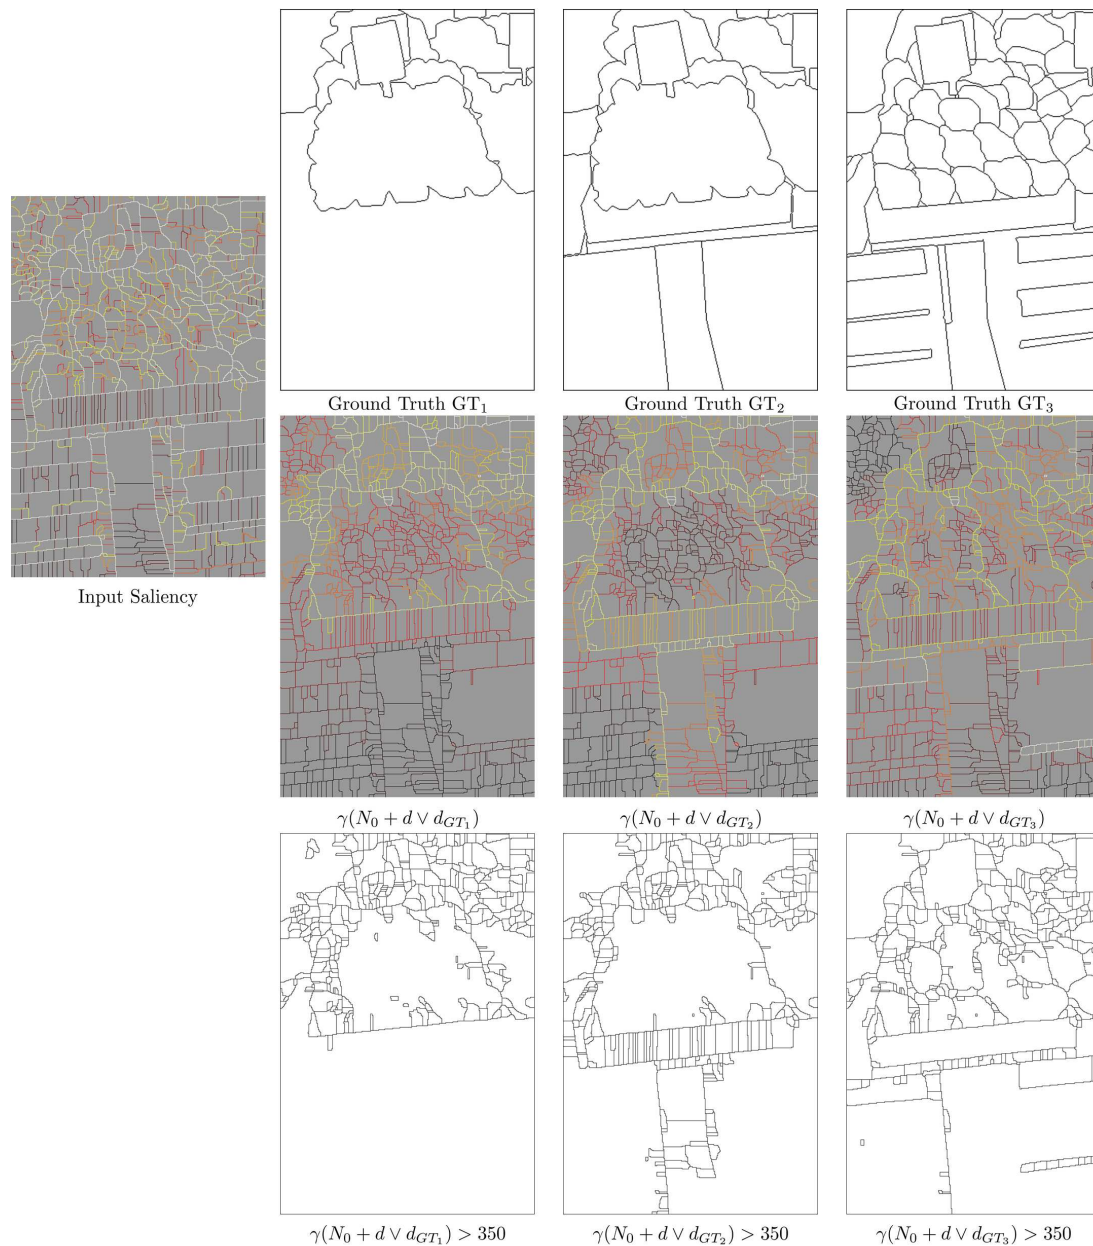 Ground Truth GT₁
Ground Truth GT₂
Ground Truth GT₃
Input Saliency
γ(N₀ + d ∨ d_{GT₁})
γ(N₀ + d ∨ d_{GT₂})
γ(N₀ + d ∨ d_{GT₃})
γ(N₀ + d ∨ d_{GT₁}) > 350
γ(N₀ + d ∨ d_{GT₂}) > 350
γ(N₀ + d ∨ d_{GT₃}) > 350